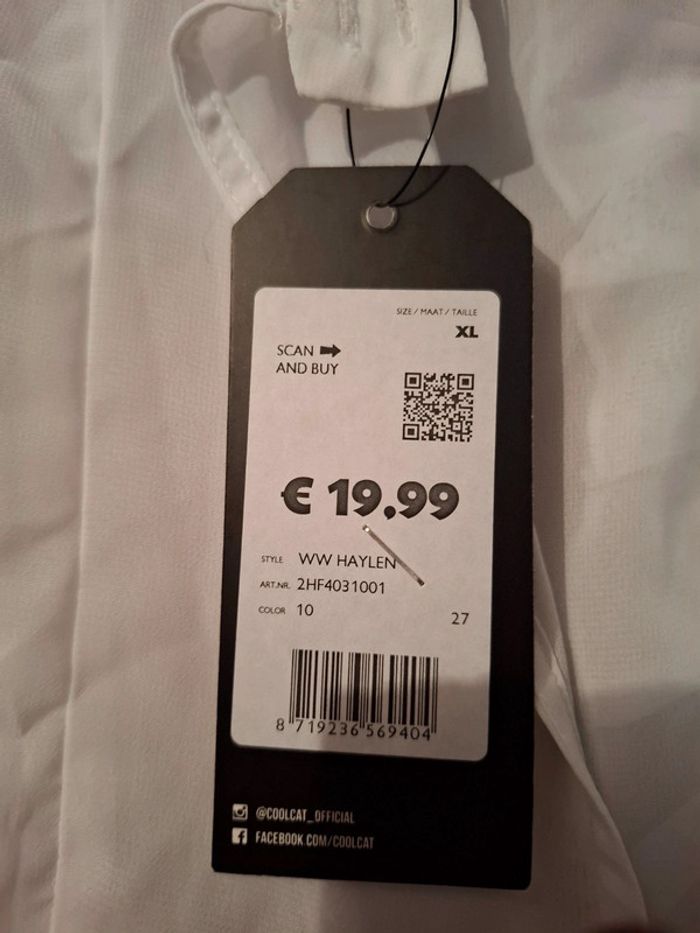 SIZE / MAAT / TAILLE
XL
SCAN
AND BUY
€ 19.99
STYLE WW HAYLEN
ART.NR. 2HF4031001
COLOR 10
27
8 719236 569404
@COOLCAT_OFFICIAL
FACEBOOK.COM/COOLCAT